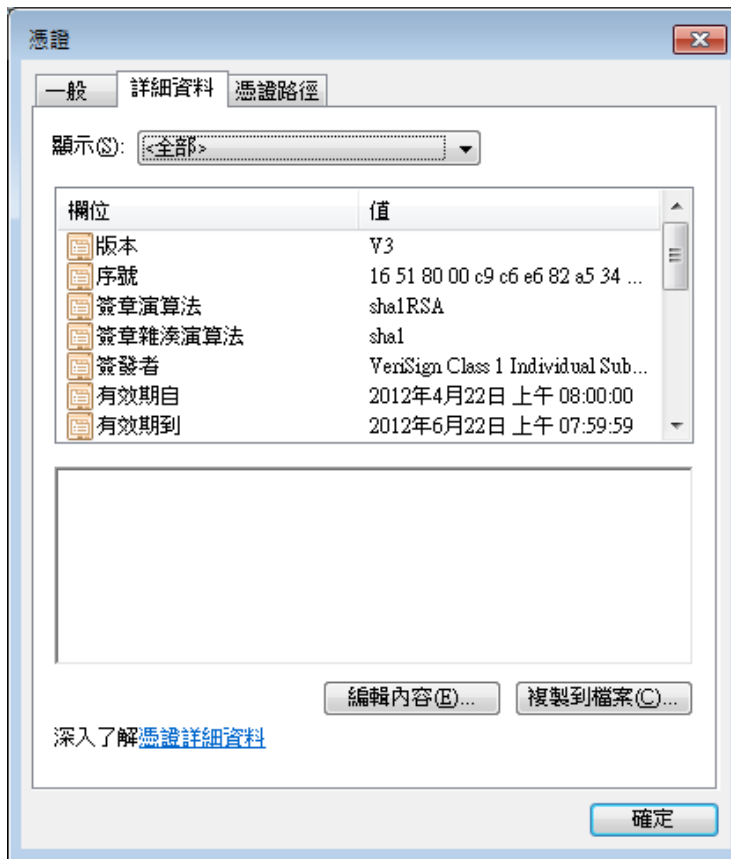 憑證
一般 詳細資料 憑證路徑
顯示(S): <全部>
欄位 值
版本 V3
序號 16 51 80 00 c9 c6 e6 82 a5 34 ...
簽章演算法 sha1RSA
簽章雜湊演算法 sha1
簽發者 VeriSign Class 1 Individual Sub...
有效期自 2012年4月22日 上午 08:00:00
有效期到 2012年6月22日 上午 07:59:59
編輯內容(E)... 複製到檔案(C)...
深入了解憑證詳細資料
確定